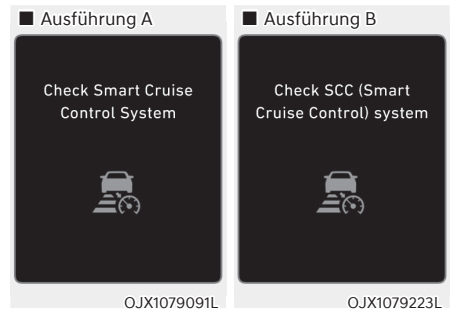 ■ Ausführung A
Check Smart Cruise
Control System
OJX1079091L
■ Ausführung B
Check SCC (Smart
Cruise Control) system
OJX1079223L